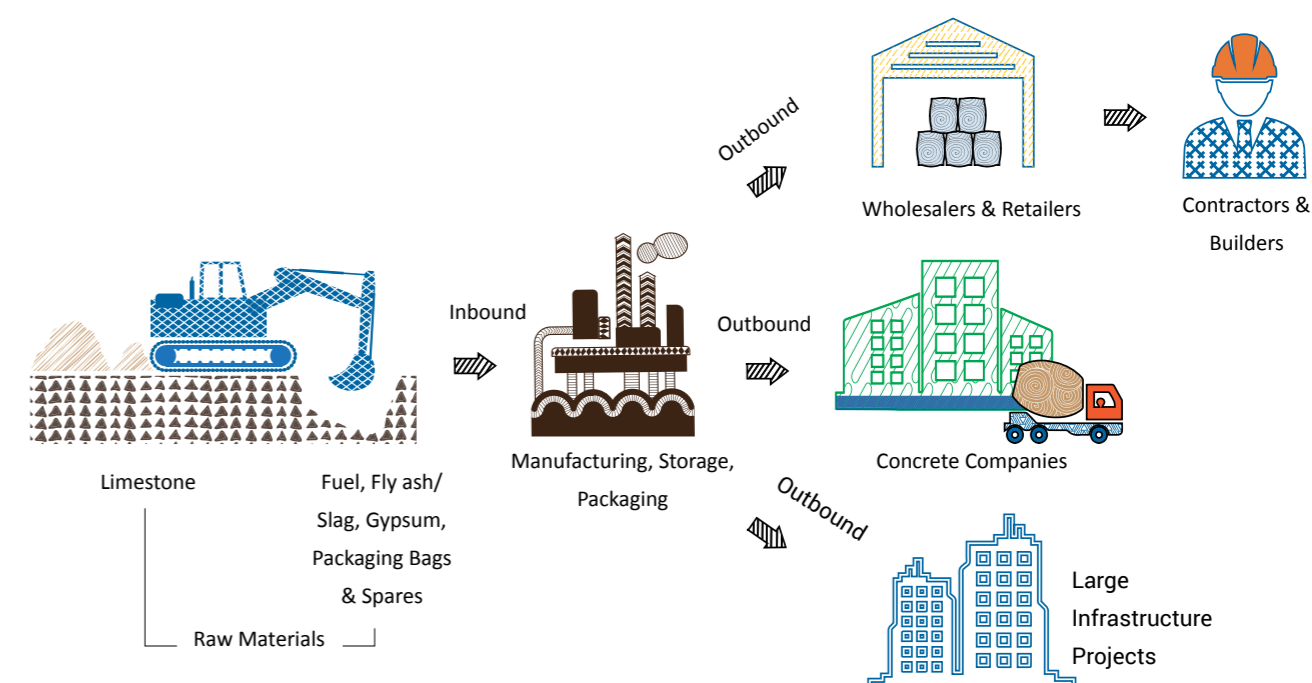 Outbound
Wholesalers & Retailers
Contractors &
Builders
Inbound
Outbound
Limestone
Fuel, Fly ash/
Slag, Gypsum,
Packaging Bags
& Spares
Raw Materials
Manufacturing, Storage,
Packaging
Concrete Companies
Outbound
Large
Infrastructure
Projects